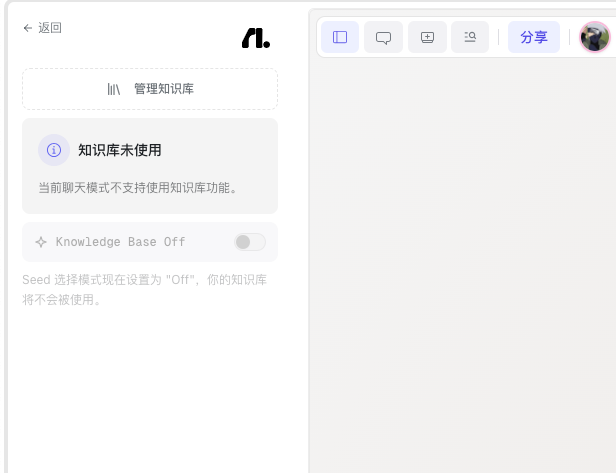 返回
管理知识库
知识库未使用
当前聊天模式不支持使用知识库功能。
Knowledge Base Off
Seed 选择模式现在设置为 "Off"，你的知识库
将不会被使用。
分享